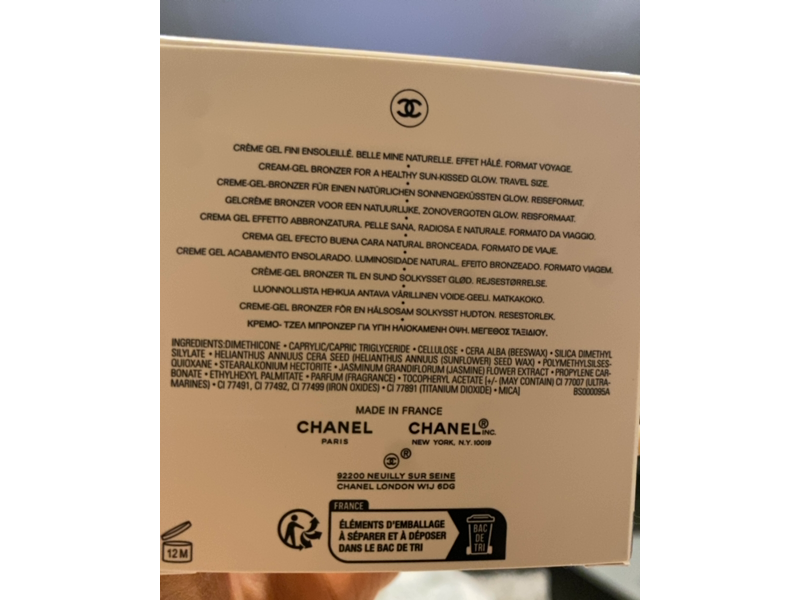 CRÈME GEL FINI ENSOLEILLÉ. BELLE MINE NATURELLE. EFFET HÂLÉ. FORMAT VOYAGE.
CREAM-GEL BRONZER FOR A HEALTHY SUN-KISSED GLOW. TRAVEL SIZE.
CREME-GEL-BRONZER FÜR EINEN NATÜRLICHEN SONNENGEKÜSSTEN GLOW. REISEFORMAT.
GELCRÈME BRONZER VOOR EEN NATUURLIJKE, ZONOVERGOTEN GLOW. REISFORMAAT.
CREMA GEL EFFETTO ABBRONZATURA. PELLE SANA, RADIOSA E NATURALE. FORMATO DA VIAGGIO.
CREMA GEL EFECTO BUENA CARA NATURAL BRONCEADA. FORMATO DE VIAJE.
CREME GEL ACABAMENTO ENSOLARADO. LUMINOSIDADE NATURAL. EFEITO BRONZEADO. FORMATO VIAGEM.
CRÈME-GEL BRONZER TIL EN SUND SOLKYSSET GLØD. REJSESTØRRELSE.
LUONNOLLISTA HEHKUA ANTAVA VÄRILLINEN VOIDE-GEELI. MATKAKOKO.
CREME-GEL BRONZER FÖR EN HÄLSOSAM SOLKYSST HUDTON. RESESTORLEK.
ΚΡΕΜΟ- ΤΖΕΛ ΜΠΡΟΝΖΕΡ ΓΙΑ ΥΓΙΗ ΗΛΙΟΚΑΜΕΝΗ ΟΨΗ. ΜΕΓΕΘΟΣ ΤΑΞΙΔΙΟΥ.
INGREDIENTS:DIMETHICONE • CAPRYLIC/CAPRIC TRIGLYCERIDE • CELLULOSE • CERA ALBA (BEESWAX) • SILICA DIMETHYL
SILYLATE • HELIANTHUS ANNUUS CERA SEED (HELIANTHUS ANNUUS (SUNFLOWER) SEED WAX) • POLYMETHYLSILSES-
QUIOXANE • STEARALKONIUM HECTORITE • JASMINUM GRANDIFLORUM (JASMINE) FLOWER EXTRACT • PROPYLENE CAR-
BONATE • ETHYLHEXYL PALMITATE • PARFUM (FRAGRANCE) • TOCOPHERYL ACETATE [+/- (MAY CONTAIN) CI 77007 (ULTRA-
MARINES) • CI 77491, CI 77492, CI 77499 (IRON OXIDES) • CI 77891 (TITANIUM DIOXIDE) • MICA] BS000095A
MADE IN FRANCE
CHANEL CHANEL® INC.
PARIS NEW YORK, N.Y. 10019
®
92200 NEUILLY SUR SEINE
CHANEL LONDON W1J 6DG
FRANCE
ÉLÉMENTS D'EMBALLAGE
À SÉPARER ET À DÉPOSER
DANS LE BAC DE TRI
BAC
DE
TRI
12 M